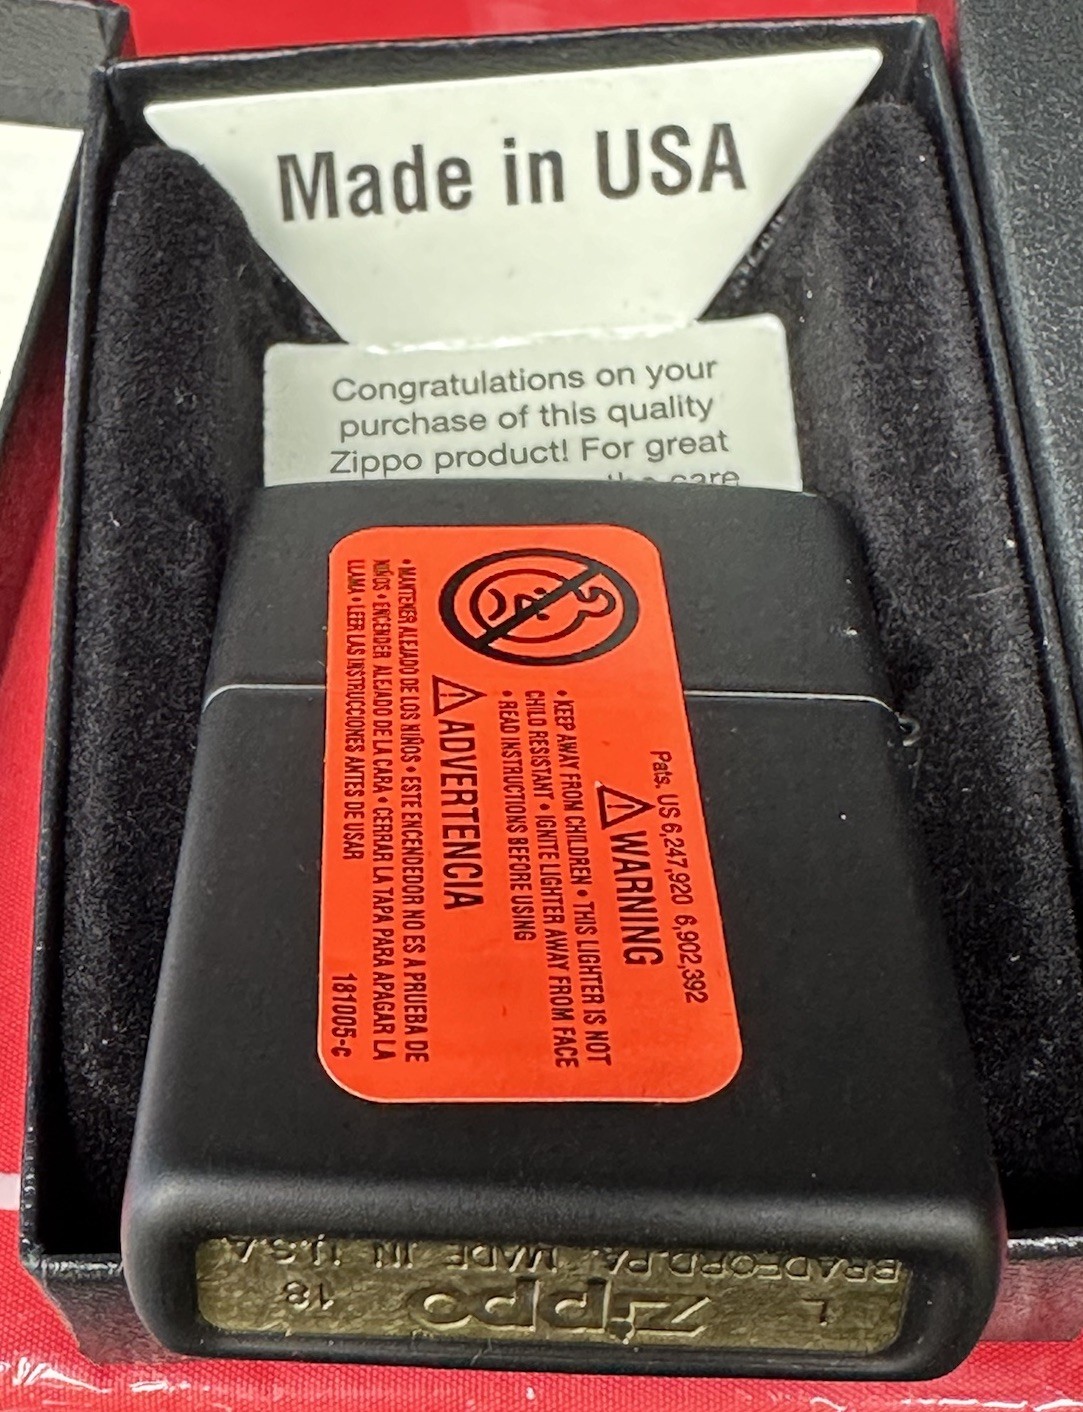 Made in USA
Congratulations on your
purchase of this quality
Zippo product! For great
the care
Pats. US 6,247,920 6,902,392
⚠WARNING
• KEEP AWAY FROM CHILDREN • THIS LIGHTER IS NOT
CHILD RESISTANT • IGNITE LIGHTER AWAY FROM FACE
• READ INSTRUCTIONS BEFORE USING
⚠ADVERTENCIA
• MANTENER ALEJADO DE LOS NIÑOS • ESTE ENCENDEDOR NO ES A PRUEBA DE
NIÑOS • ENCENDER ALEJADO DE LA CARA • CERRAR LA TAPA PARA APAGAR LA
LLAMA • LEER LAS INSTRUCCIONES ANTES DE USAR
181005-c
L Zippo 18
BRADFORD,PA. MADE IN U.S.A.